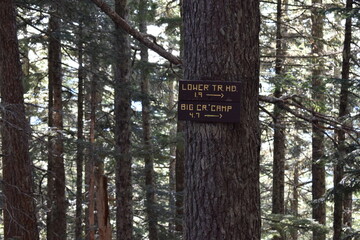 LOWER TR. HD.
1.9 →
BIG CR. CAMP
4.7 →